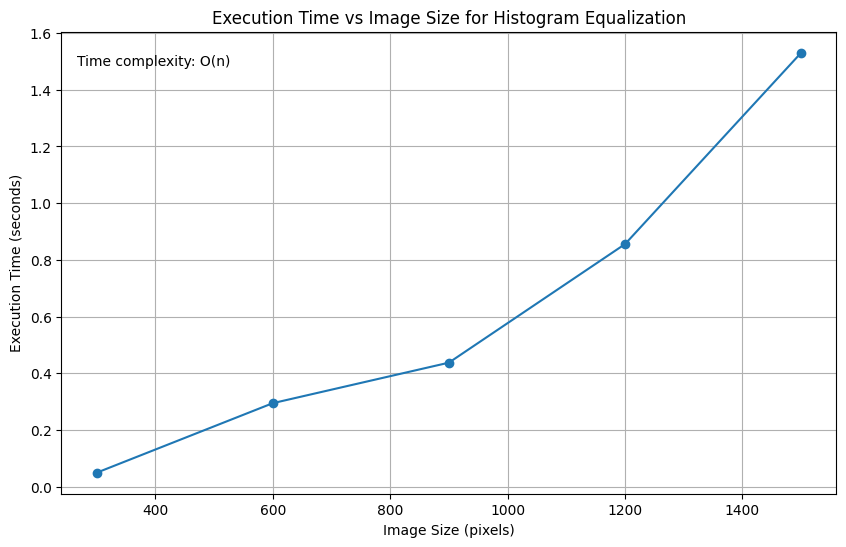 Execution Time vs Image Size for Histogram Equalization
Time complexity: O(n)
Execution Time (seconds)
1.6
1.4
1.2
1.0
0.8
0.6
0.4
0.2
0.0
400 600 800 1000 1200 1400
Image Size (pixels)